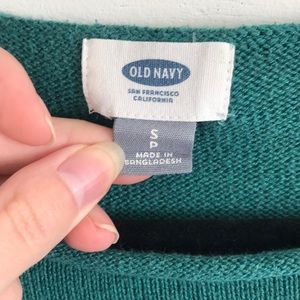 OLD NAVY
SAN FRANCISCO
CALIFORNIA
S
P
MADE IN
BANGLADESH